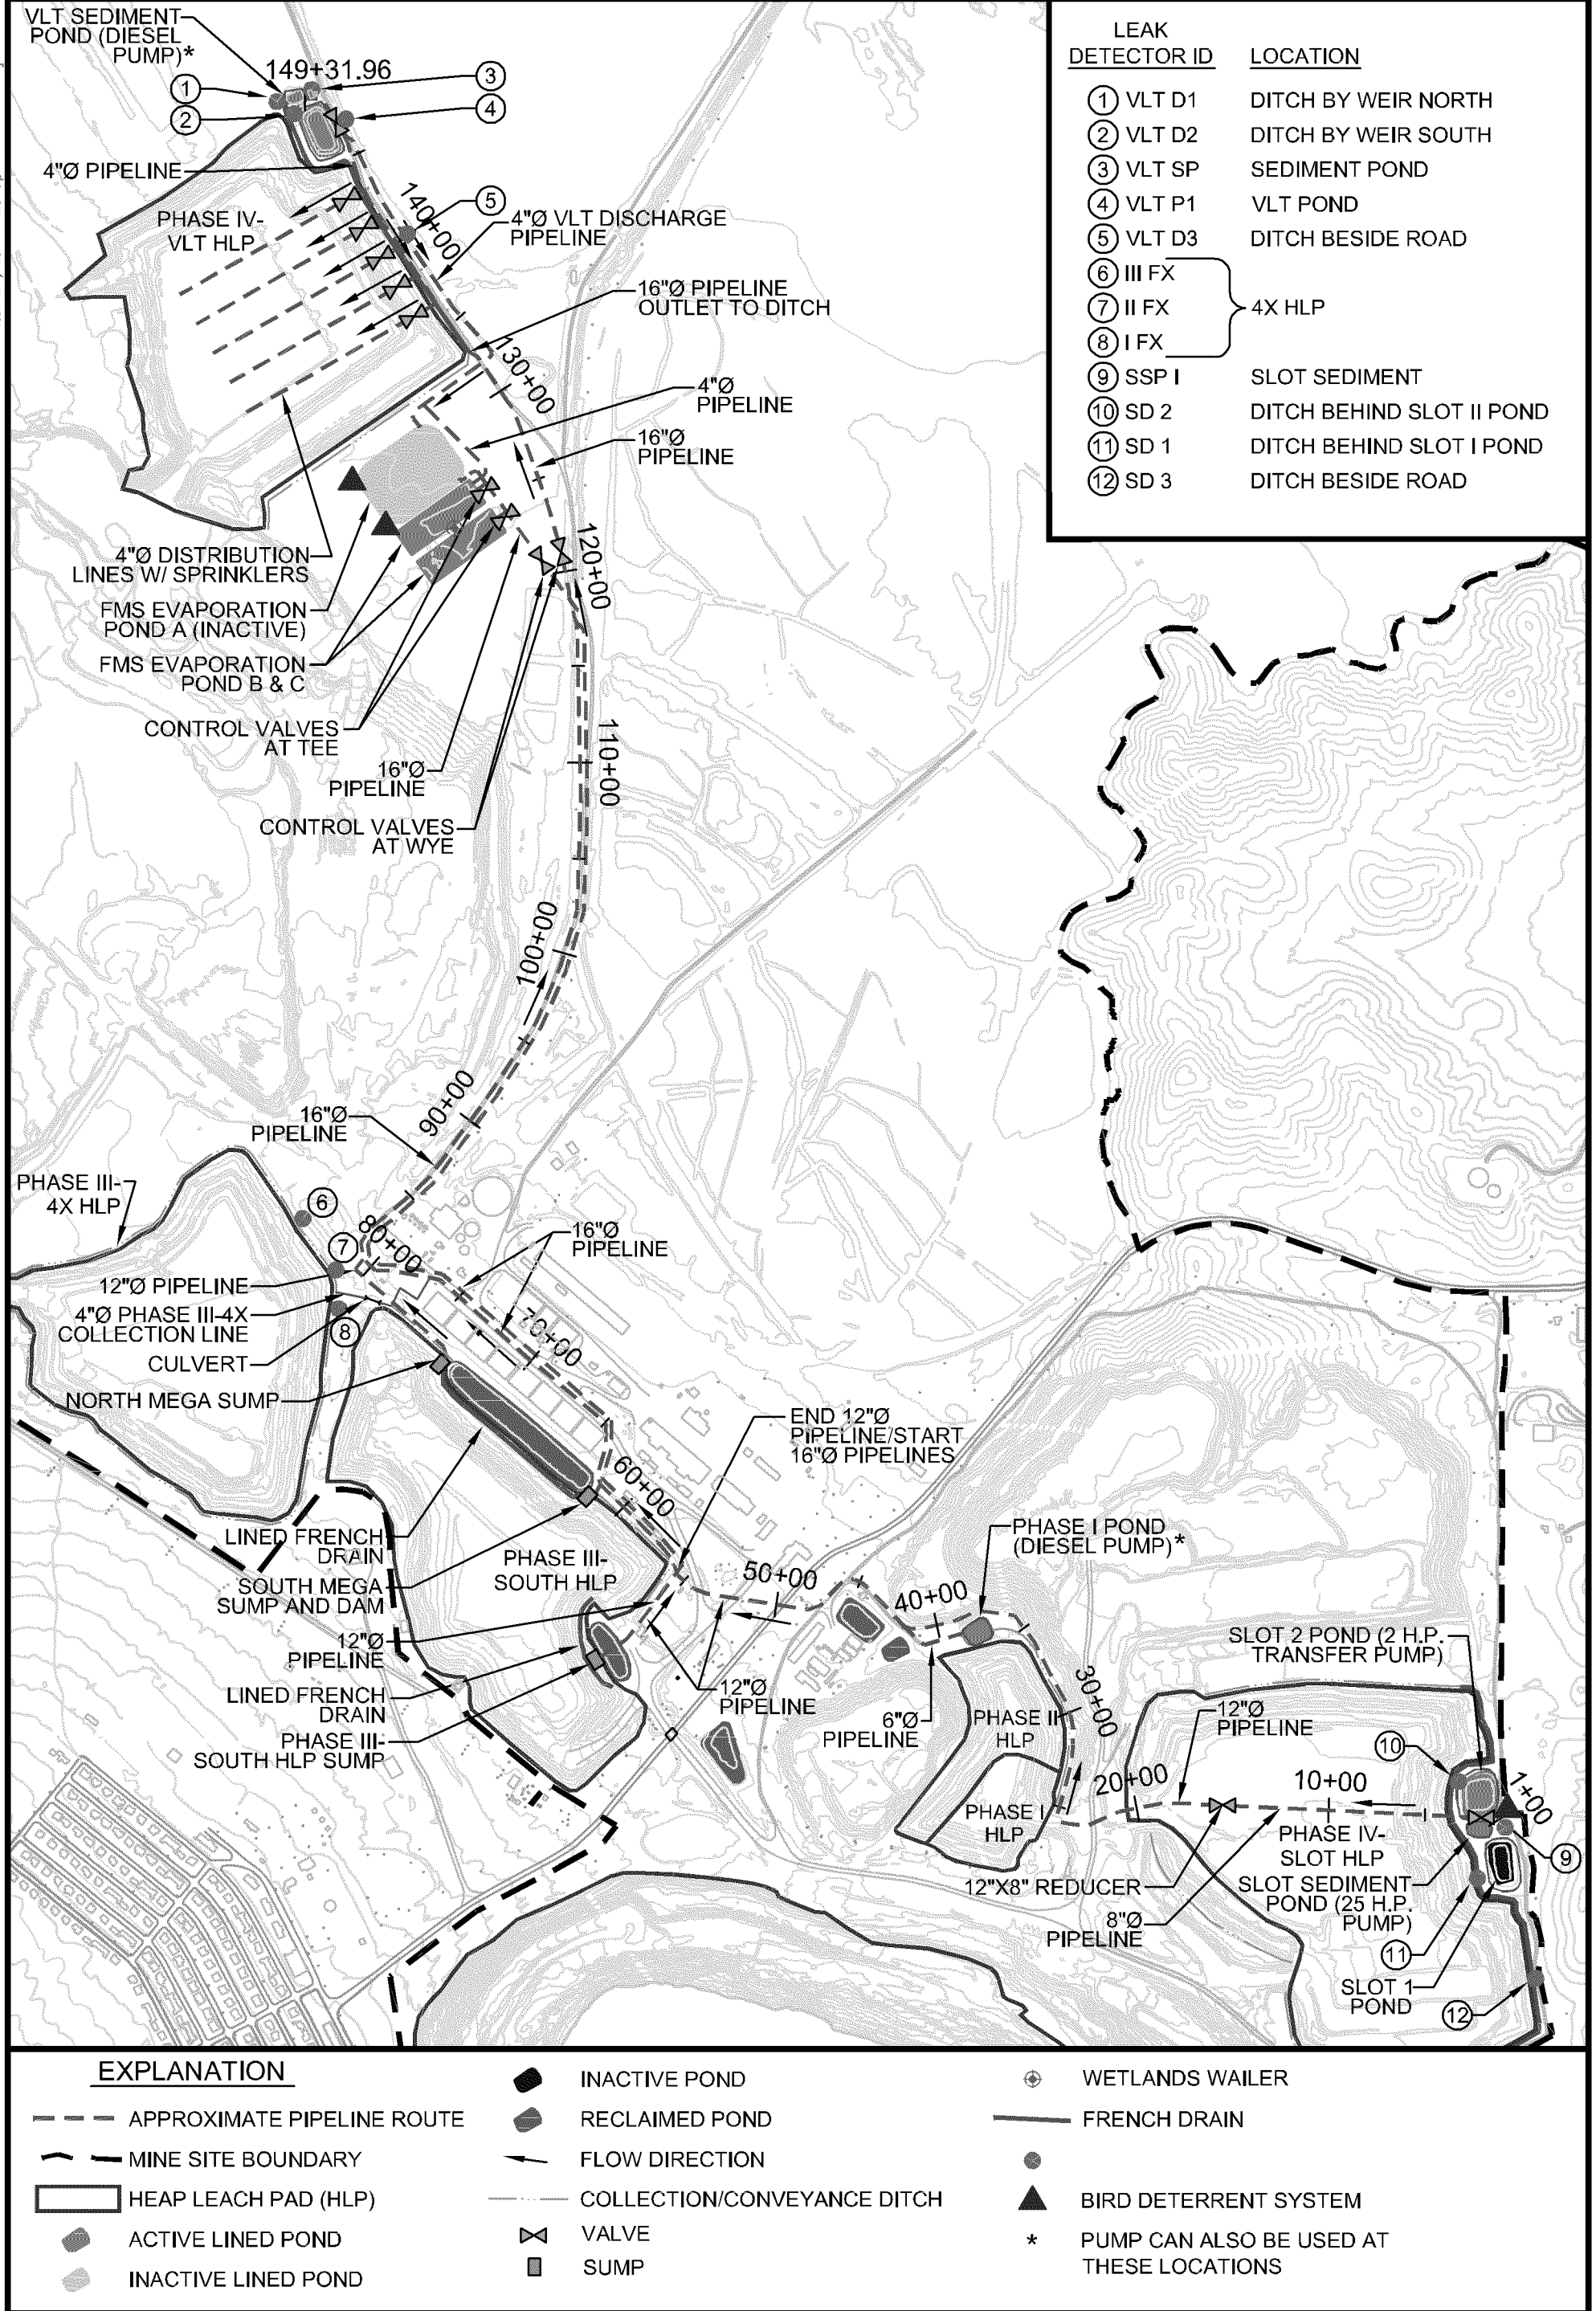 VLT SEDIMENT
POND (DIESEL
PUMP)*
149+31.96
1
2
3
4
4"Ø PIPELINE
PHASE IV-
VLT HLP
140+00
5
4"Ø VLT DISCHARGE
PIPELINE
16"Ø PIPELINE
OUTLET TO DITCH
130+00
4"Ø
PIPELINE
16"Ø
PIPELINE
4"Ø DISTRIBUTION
LINES W/ SPRINKLERS
120+00
FMS EVAPORATION
POND A (INACTIVE)
FMS EVAPORATION
POND B & C
CONTROL VALVES
AT TEE
16"Ø
PIPELINE
110+00
CONTROL VALVES
AT WYE
100+00
90+00
16"Ø
PIPELINE
LEAK
DETECTOR ID LOCATION
1 VLT D1 DITCH BY WEIR NORTH
2 VLT D2 DITCH BY WEIR SOUTH
3 VLT SP SEDIMENT POND
4 VLT P1 VLT POND
5 VLT D3 DITCH BESIDE ROAD
6 III FX
7 II FX 4X HLP
8 I FX
9 SSP I SLOT SEDIMENT
10 SD 2 DITCH BEHIND SLOT II POND
11 SD 1 DITCH BEHIND SLOT I POND
12 SD 3 DITCH BESIDE ROAD
PHASE III-
4X HLP
6
7
80+00
16"Ø
PIPELINE
12"Ø PIPELINE
4"Ø PHASE III-4X
COLLECTION LINE
8
CULVERT
70+00
NORTH MEGA SUMP
END 12"Ø
PIPELINE/START
16"Ø PIPELINES
60+00
LINED FRENCH
DRAIN
PHASE III-
SOUTH HLP
SOUTH MEGA
SUMP AND DAM
50+00
40+00
PHASE I POND
(DIESEL PUMP)*
12"Ø
PIPELINE
LINED FRENCH
DRAIN
PHASE III-
SOUTH HLP SUMP
12"Ø
PIPELINE
6"Ø
PIPELINE
PHASE II
HLP
30+00
PHASE I
HLP
SLOT 2 POND (2 H.P.
TRANSFER PUMP)
12"Ø
PIPELINE
10
20+00
10+00
1+00
PHASE IV-
SLOT HLP
9
12"X8" REDUCER
SLOT SEDIMENT
POND (25 H.P.
PUMP)
8"Ø
PIPELINE
11
SLOT 1
POND
12
EXPLANATION
APPROXIMATE PIPELINE ROUTE
MINE SITE BOUNDARY
HEAP LEACH PAD (HLP)
ACTIVE LINED POND
INACTIVE LINED POND
INACTIVE POND
RECLAIMED POND
FLOW DIRECTION
COLLECTION/CONVEYANCE DITCH
VALVE
SUMP
WETLANDS WAILER
FRENCH DRAIN
BIRD DETERRENT SYSTEM
* PUMP CAN ALSO BE USED AT
THESE LOCATIONS